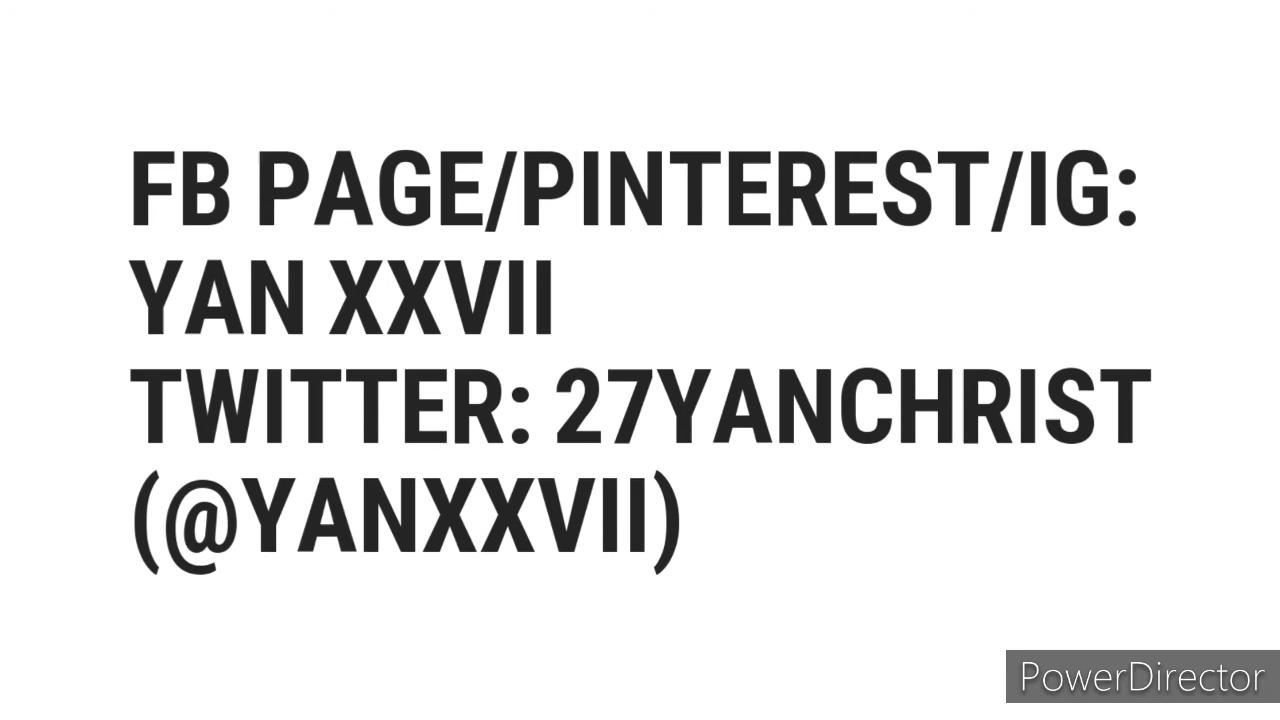 FB PAGE/PINTEREST/IG:
YAN XXVII
TWITTER: 27YANCHRIST
(@YANXXVII)
PowerDirector